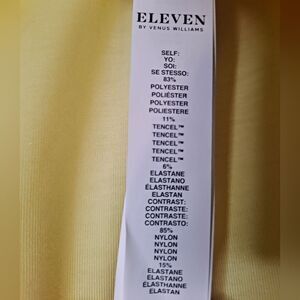 ELEVEN
BY VENUS WILLIAMS
SELF:
YO:
SOI:
SE STESSO:
83%
POLYESTER
POLIÉSTER
POLYESTER
POLIESTERE
11%
TENCEL™
TENCEL™
TENCEL™
TENCEL™
6%
ELASTANE
ELASTANO
ÉLASTHANNE
ELASTAN
CONTRAST:
CONTRASTE:
CONTRASTE:
CONTRASTO:
85%
NYLON
NYLON
NYLON
NYLON
15%
ELASTANE
ELASTANO
ÉLASTHANNE
ELASTAN